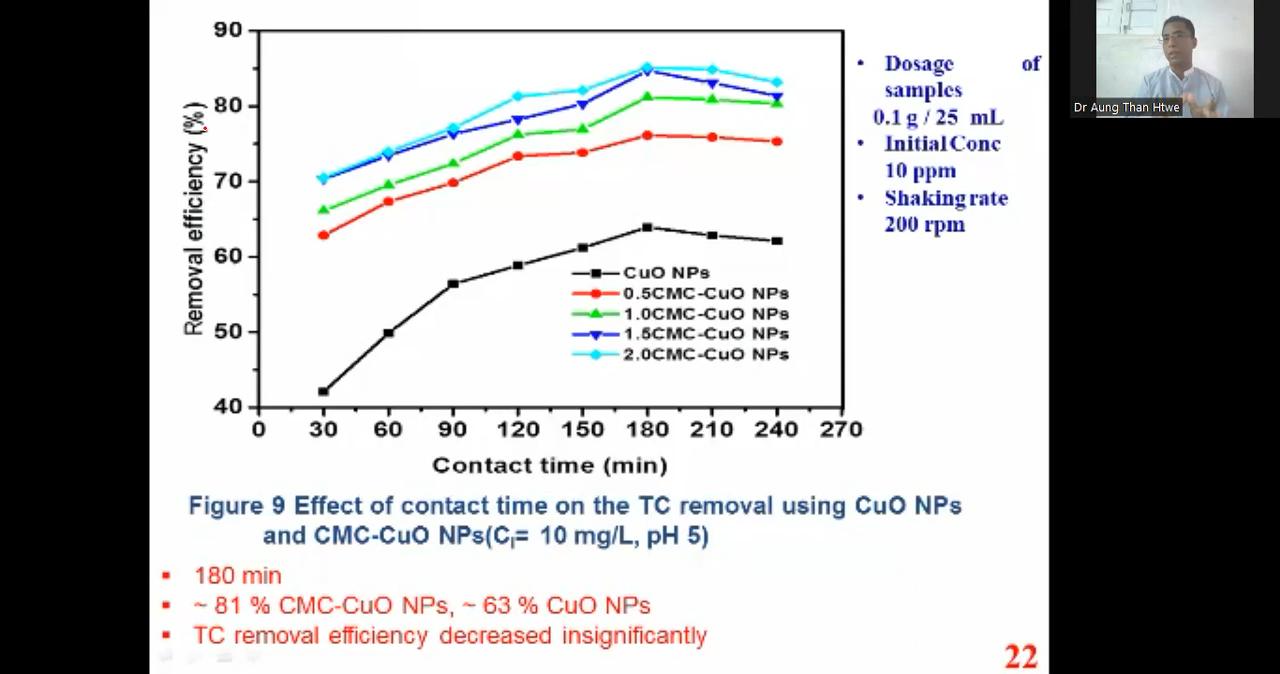 90
80
70
60
50
40
Removal efficiency (%)
0 30 60 90 120 150 180 210 240 270
Contact time (min)
CuO NPs
0.5CMC-CuO NPs
1.0CMC-CuO NPs
1.5CMC-CuO NPs
2.0CMC-CuO NPs
• Dosage of
samples
0.1 g / 25 mL
• Initial Conc
10 ppm
• Shaking rate
200 rpm
Dr Aung Than Htwe
Figure 9 Effect of contact time on the TC removal using CuO NPs
and CMC-CuO NPs(Ci= 10 mg/L, pH 5)
▪ 180 min
▪ ~ 81 % CMC-CuO NPs, ~ 63 % CuO NPs
▪ TC removal efficiency decreased insignificantly
22